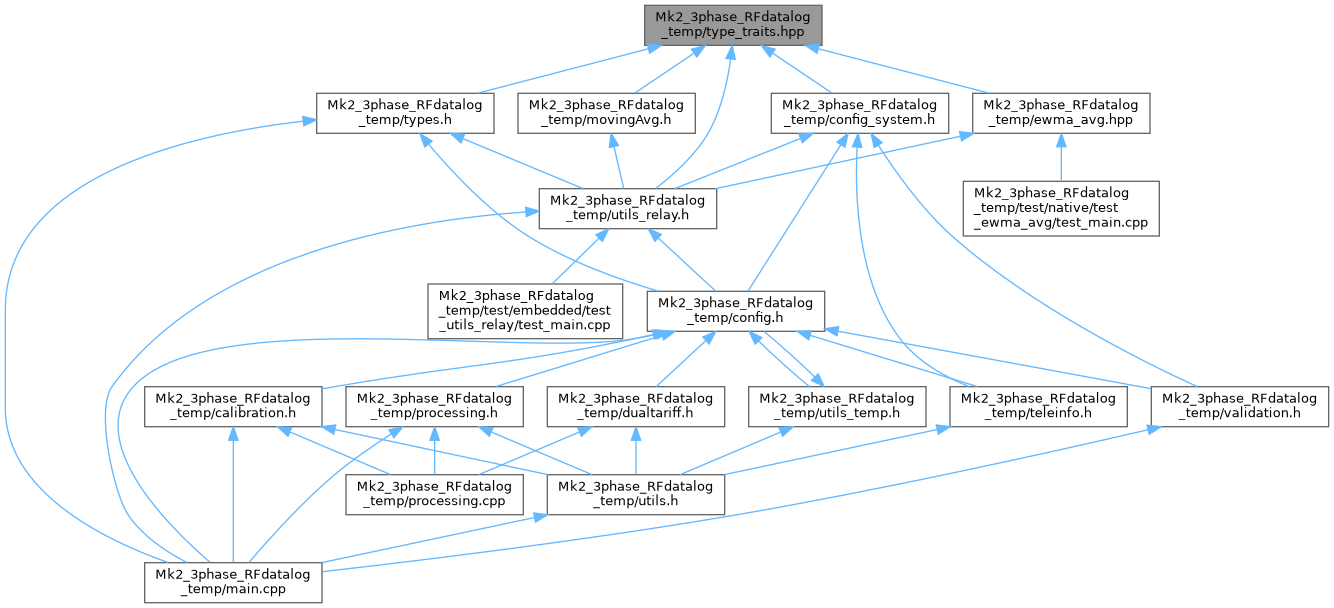 Mk2_3phase_RFdatalog
_temp/type_traits.hpp
Mk2_3phase_RFdatalog
_temp/types.h
Mk2_3phase_RFdatalog
_temp/movingAvg.h
Mk2_3phase_RFdatalog
_temp/config_system.h
Mk2_3phase_RFdatalog
_temp/ewma_avg.hpp
Mk2_3phase_RFdatalog
_temp/utils_relay.h
Mk2_3phase_RFdatalog
_temp/test/native/test
_ewma_avg/test_main.cpp
Mk2_3phase_RFdatalog
_temp/test/embedded/test
_utils_relay/test_main.cpp
Mk2_3phase_RFdatalog
_temp/config.h
Mk2_3phase_RFdatalog
_temp/calibration.h
Mk2_3phase_RFdatalog
_temp/processing.h
Mk2_3phase_RFdatalog
_temp/dualtariff.h
Mk2_3phase_RFdatalog
_temp/utils_temp.h
Mk2_3phase_RFdatalog
_temp/teleinfo.h
Mk2_3phase_RFdatalog
_temp/validation.h
Mk2_3phase_RFdatalog
_temp/processing.cpp
Mk2_3phase_RFdatalog
_temp/utils.h
Mk2_3phase_RFdatalog
_temp/main.cpp